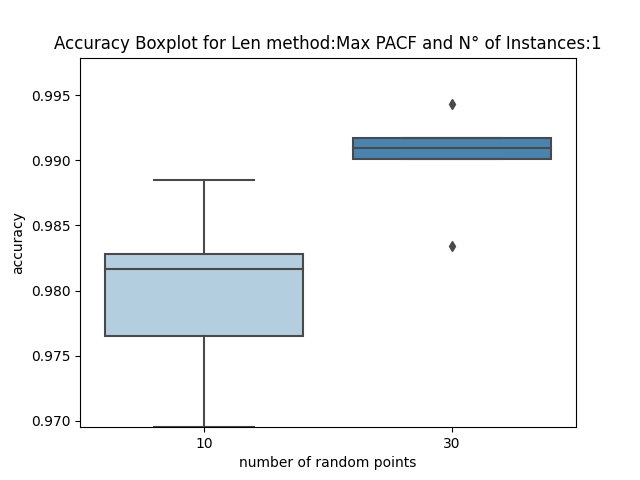 Accuracy Boxplot for Len method:Max PACF and N° of Instances:1
0.995
0.990
0.985
0.980
0.975
0.970
accuracy
10 30
number of random points